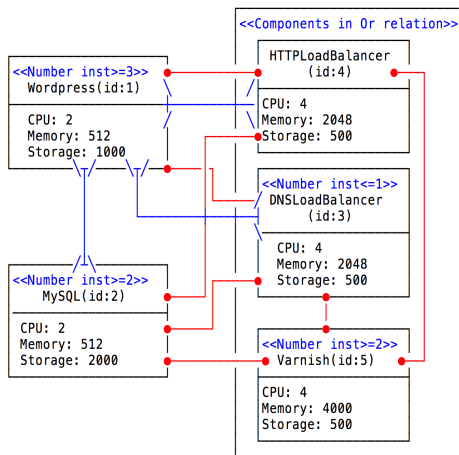 <<Components in Or relation>>
<<Number inst>=3>>
Wordpress(id:1)
CPU: 2
Memory: 512
Storage: 1000
HTTPLoadBalancer
(id:4)
CPU: 4
Memory: 2048
Storage: 500
<<Number inst<=1>>
DNSLoadBalancer
(id:3)
CPU: 4
Memory: 2048
Storage: 500
<<Number inst>=2>>
MySQL(id:2)
CPU: 2
Memory: 512
Storage: 2000
<<Number inst>=2>>
Varnish(id:5)
CPU: 4
Memory: 4000
Storage: 500